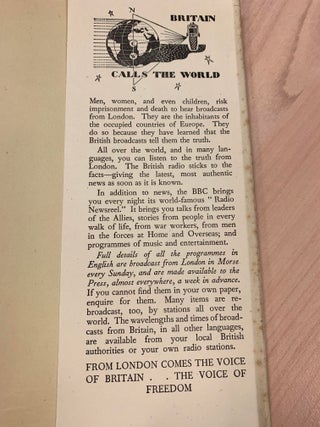 N
BRITAIN
S
CALLS THE WORLD
Men, women, and even children, risk
imprisonment and death to hear broadcasts
from London. They are the inhabitants of
the occupied countries of Europe. They
do so because they have learned that the
British broadcasts tell them the truth.
All over the world, and in many lan-
guages, you can listen to the truth from
London. The British radio sticks to the
facts—giving the latest, most authentic
news as soon as it is known.
In addition to news, the BBC brings
you every night its world-famous "Radio
Newsreel." It brings you talks from leaders
of the Allies, stories from people in every
walk of life, from war workers, from men
in the forces at Home and Overseas; and
programmes of music and entertainment.
Full details of all the programmes in
English are broadcast from London in Morse
every Sunday, and are made available to the
Press, almost everywhere, a week in advance.
If you cannot find them in your own paper,
enquire for them. Many items are re-
broadcast, too, by stations all over the
world. The wavelengths and times of broad-
casts from Britain, in all other languages,
are available from your local British
authorities or your own radio stations.
FROM LONDON COMES THE VOICE
OF BRITAIN . . THE VOICE OF
FREEDOM